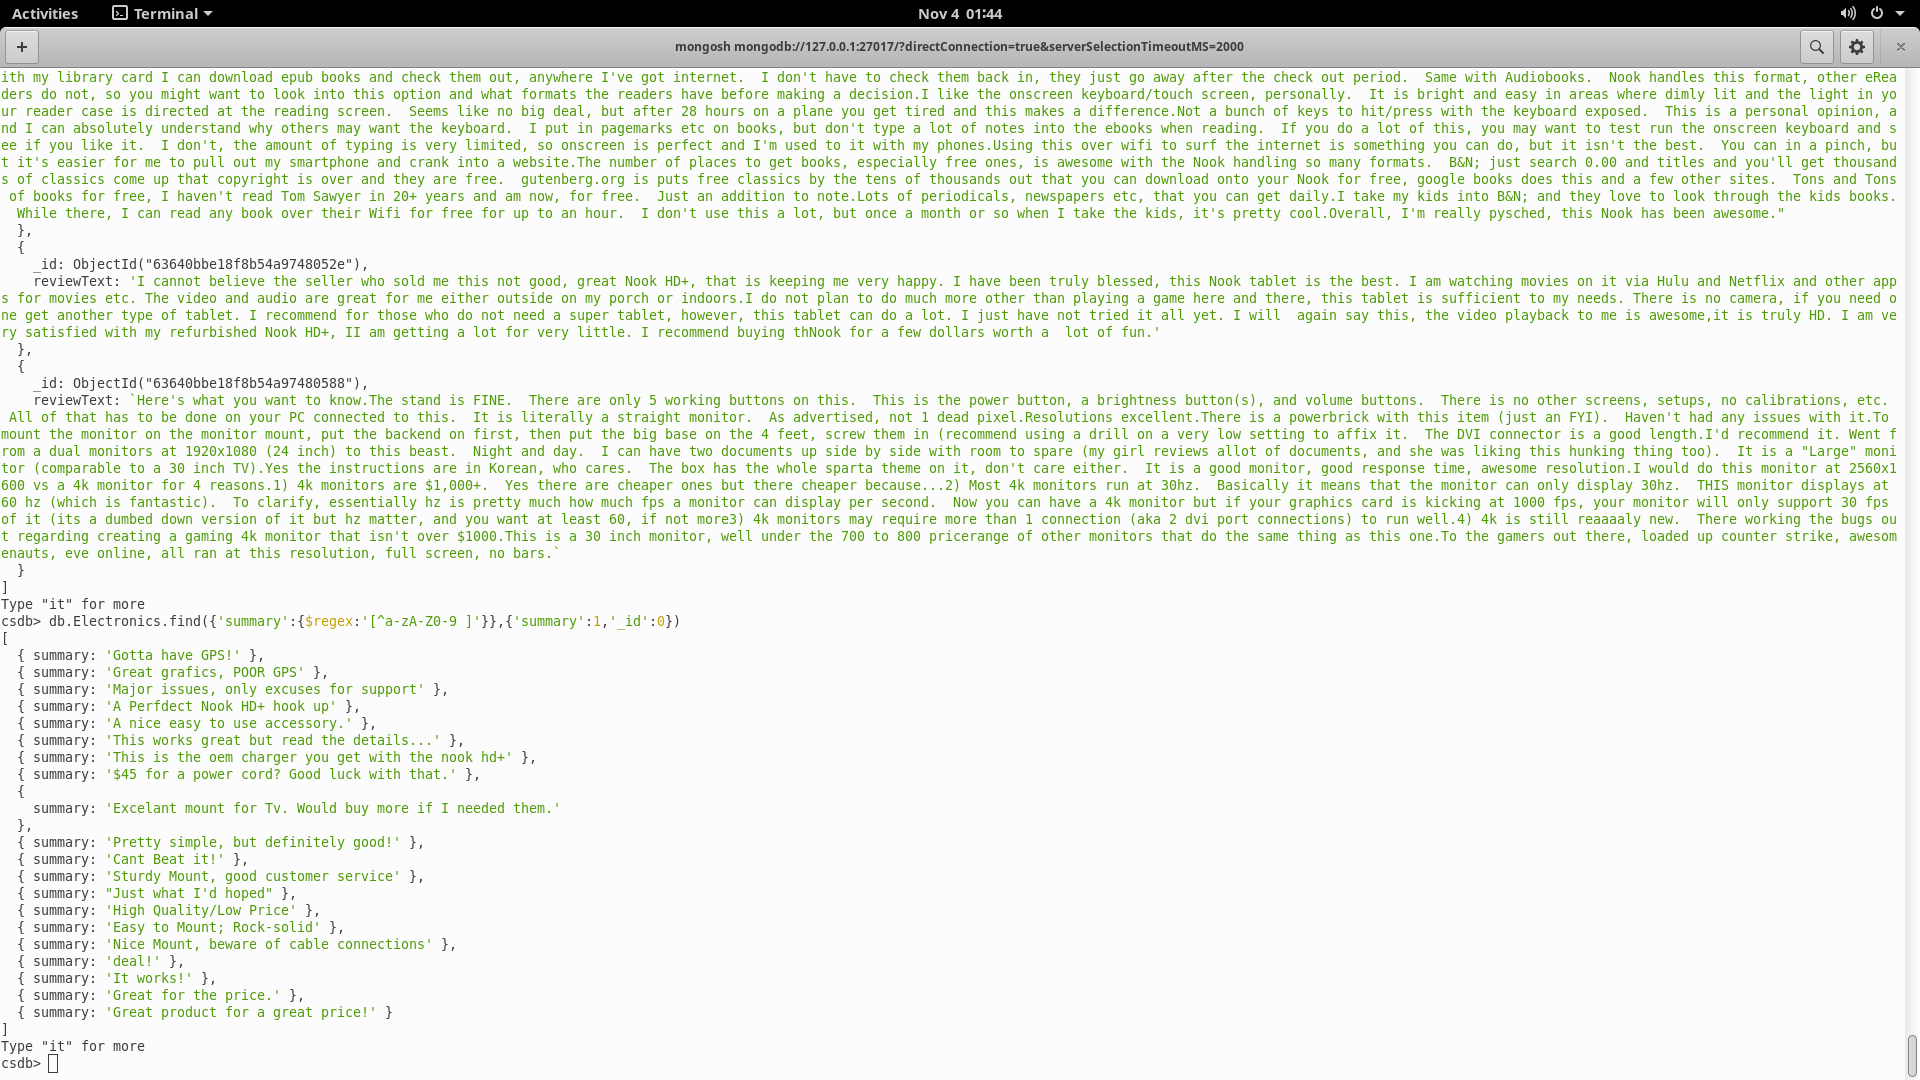 Activities Terminal Nov 4 01:44
mongosh mongodb://127.0.0.1:27017/?directConnection=true&serverSelectionTimeoutMS=2000
ith my library card I can download epub books and check them out, anywhere I've got internet.  I don't have to check them back in, they just go away after the check out period.  Same with Audiobooks.  Nook handles this format, other eRea
ders do not, so you might want to look into this option and what formats the readers have before making a decision.I like the onscreen keyboard/touch screen, personally.  It is bright and easy in areas where dimly lit and the light in yo
ur reader case is directed at the reading screen.  Seems like no big deal, but after 28 hours on a plane you get tired and this makes a difference.Not a bunch of keys to hit/press with the keyboard exposed.  This is a personal opinion, a
nd I can absolutely understand why others may want the keyboard.  I put in pagemarks etc on books, but don't type a lot of notes into the ebooks when reading.  If you do a lot of this, you may want to test run the onscreen keyboard and s
ee if you like it.  I don't, the amount of typing is very limited, so onscreen is perfect and I'm used to it with my phones.Using this over wifi to surf the internet is something you can do, but it isn't the best.  You can in a pinch, bu
t it's easier for me to pull out my smartphone and crank into a website.The number of places to get books, especially free ones, is awesome with the Nook handling so many formats.  B&N; just search 0.00 and titles and you'll get thousand
s of classics come up that copyright is over and they are free.  gutenberg.org is puts free classics by the tens of thousands out that you can download onto your Nook for free, google books does this and a few other sites.  Tons and Tons
 of books for free, I haven't read Tom Sawyer in 20+ years and am now, for free.  Just an addition to note.Lots of periodicals, newspapers etc, that you can get daily.I take my kids into B&N; and they love to look through the kids books.
  While there, I can read any book over their Wifi for free for up to an hour.  I don't use this a lot, but once a month or so when I take the kids, it's pretty cool.Overall, I'm really pysched, this Nook has been awesome."
  },
  {
    _id: ObjectId("63640bbe18f8b54a9748052e"),
    reviewText: 'I cannot believe the seller who sold me this not good, great Nook HD+, that is keeping me very happy. I have been truly blessed, this Nook tablet is the best. I am watching movies on it via Hulu and Netflix and other app
s for movies etc. The video and audio are great for me either outside on my porch or indoors.I do not plan to do much more other than playing a game here and there, this tablet is sufficient to my needs. There is no camera, if you need o
ne get another type of tablet. I recommend for those who do not need a super tablet, however, this tablet can do a lot. I just have not tried it all yet. I will  again say this, the video playback to me is awesome,it is truly HD. I am ve
ry satisfied with my refurbished Nook HD+, II am getting a lot for very little. I recommend buying thNook for a few dollars worth a  lot of fun.'
  },
  {
    _id: ObjectId("63640bbe18f8b54a97480588"),
    reviewText: `Here's what you want to know.The stand is FINE.  There are only 5 working buttons on this.  This is the power button, a brightness button(s), and volume buttons.  There is no other screens, setups, no calibrations, etc.
 All of that has to be done on your PC connected to this.  It is literally a straight monitor.  As advertised, not 1 dead pixel.Resolutions excellent.There is a powerbrick with this item (just an FYI).  Haven't had any issues with it.To
mount the monitor on the monitor mount, put the backend on first, then put the big base on the 4 feet, screw them in (recommend using a drill on a very low setting to affix it.  The DVI connector is a good length.I'd recommend it. Went f
rom a dual monitors at 1920x1080 (24 inch) to this beast.  Night and day.  I can have two documents up side by side with room to spare (my girl reviews allot of documents, and she was liking this hunking thing too).  It is a "Large" moni
tor (comparable to a 30 inch TV).Yes the instructions are in Korean, who cares.  The box has the whole sparta theme on it, don't care either.  It is a good monitor, good response time, awesome resolution.I would do this monitor at 2560x1
600 vs a 4k monitor for 4 reasons.1) 4k monitors are $1,000+.  Yes there are cheaper ones but there cheaper because...2) Most 4k monitors run at 30hz.  Basically it means that the monitor can only display 30hz.  THIS monitor displays at
60 hz (which is fantastic).  To clarify, essentially hz is pretty much how much fps a monitor can display per second.  Now you can have a 4k monitor but if your graphics card is kicking at 1000 fps, your monitor will only support 30 fps
of it (its a dumbed down version of it but hz matter, and you want at least 60, if not more3) 4k monitors may require more than 1 connection (aka 2 dvi port connections) to run well.4) 4k is still reaaaaly new.  There working the bugs ou
t regarding creating a gaming 4k monitor that isn't over $1000.This is a 30 inch monitor, well under the 700 to 800 pricerange of other monitors that do the same thing as this one.To the gamers out there, loaded up counter strike, awesom
enauts, eve online, all ran at this resolution, full screen, no bars.`
  }
]
Type "it" for more
csdb> db.Electronics.find({'summary':{$regex:'[^a-zA-Z0-9 ]'}},{'summary':1,'_id':0})
[
  { summary: 'Gotta have GPS!' },
  { summary: 'Great grafics, POOR GPS' },
  { summary: 'Major issues, only excuses for support' },
  { summary: 'A Perfdect Nook HD+ hook up' },
  { summary: 'A nice easy to use accessory.' },
  { summary: 'This works great but read the details...' },
  { summary: 'This is the oem charger you get with the nook hd+' },
  { summary: '$45 for a power cord? Good luck with that.' },
  {
    summary: 'Excelant mount for Tv. Would buy more if I needed them.'
  },
  { summary: 'Pretty simple, but definitely good!' },
  { summary: 'Cant Beat it!' },
  { summary: 'Sturdy Mount, good customer service' },
  { summary: "Just what I'd hoped" },
  { summary: 'High Quality/Low Price' },
  { summary: 'Easy to Mount; Rock-solid' },
  { summary: 'Nice Mount, beware of cable connections' },
  { summary: 'deal!' },
  { summary: 'It works!' },
  { summary: 'Great for the price.' },
  { summary: 'Great product for a great price!' }
]
Type "it" for more
csdb>